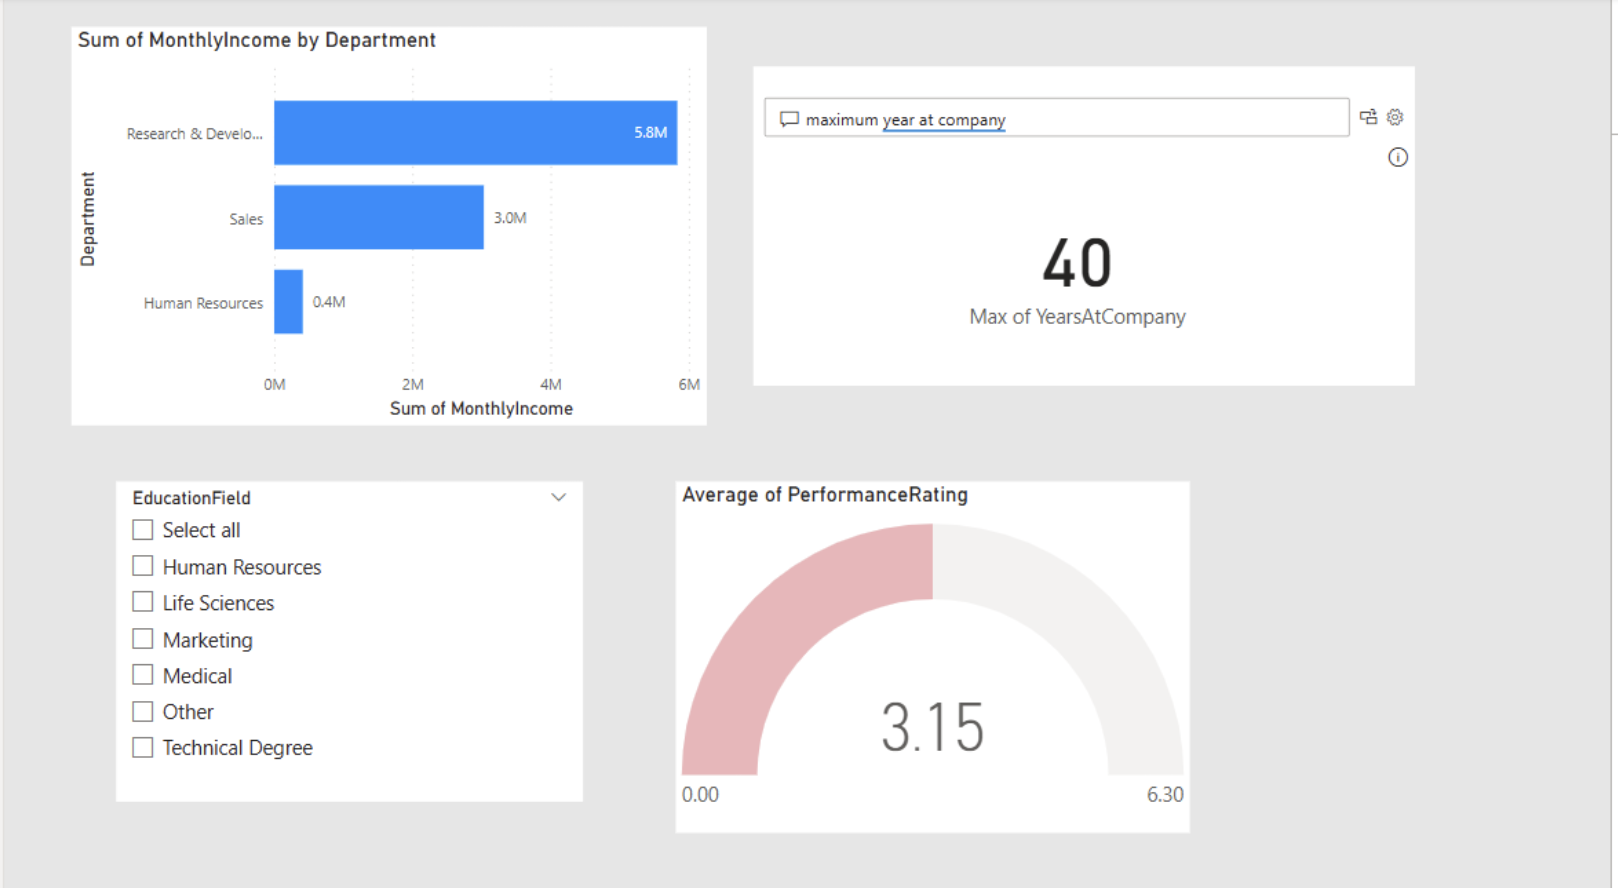 Sum of MonthlyIncome by Department
Department
Research & Develo...
5.8M
Sales
3.0M
Human Resources
0.4M
0M 2M 4M 6M
Sum of MonthlyIncome
maximum year at company
40
Max of YearsAtCompany
EducationField
Select all
Human Resources
Life Sciences
Marketing
Medical
Other
Technical Degree
Average of PerformanceRating
3.15
0.00 6.30